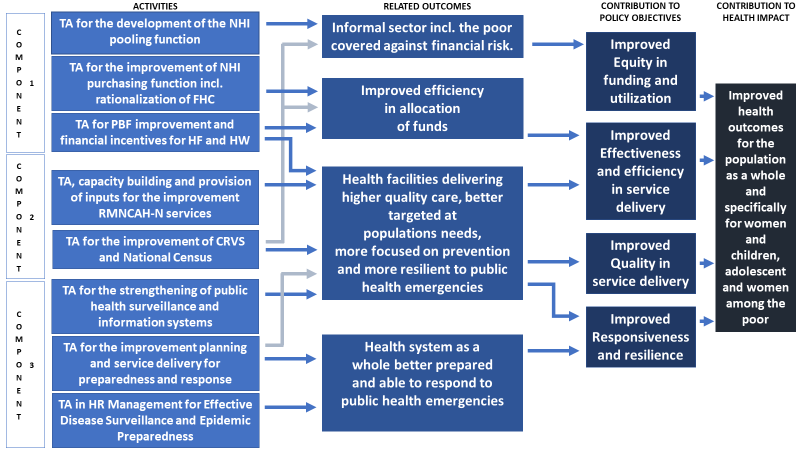 ACTIVITIES
RELATED OUTCOMES
CONTRIBUTION TO
POLICY OBJECTIVES
CONTRIBUTION TO
HEALTH IMPACT
COMPONENT 1
TA for the development of the NHI
pooling function
TA for the improvement of NHI
purchasing function incl.
rationalization of FHC
TA for PBF improvement and
financial incentives for HF and HW
COMPONENT 2
TA, capacity building and provision
of inputs for the improvement
RMNCAH-N services
TA for the improvement of CRVS
and National Census
COMPONENT 3
TA for the strengthening of public
health surveillance and
information systems
TA for the improvement planning
and service delivery for
preparedness and response
TA in HR Management for Effective
Disease Surveillance and Epidemic
Preparedness
Informal sector incl. the poor
covered against financial risk.
Improved efficiency
in allocation
of funds
Health facilities delivering
higher quality care, better
targeted at
populations needs,
more focused on prevention
and more resilient to public
health emergencies
Health system as a
whole better prepared
and able to respond to
public health emergencies
Improved
Equity in
funding and
utilization
Improved
Effectiveness
and efficiency
in service
delivery
Improved
Quality in
service delivery
Improved
Responsiveness
and resilience
Improved
health
outcomes
for the
population
as a whole
and
specifically
for women
and
children,
adolescent
and women
among the
poor